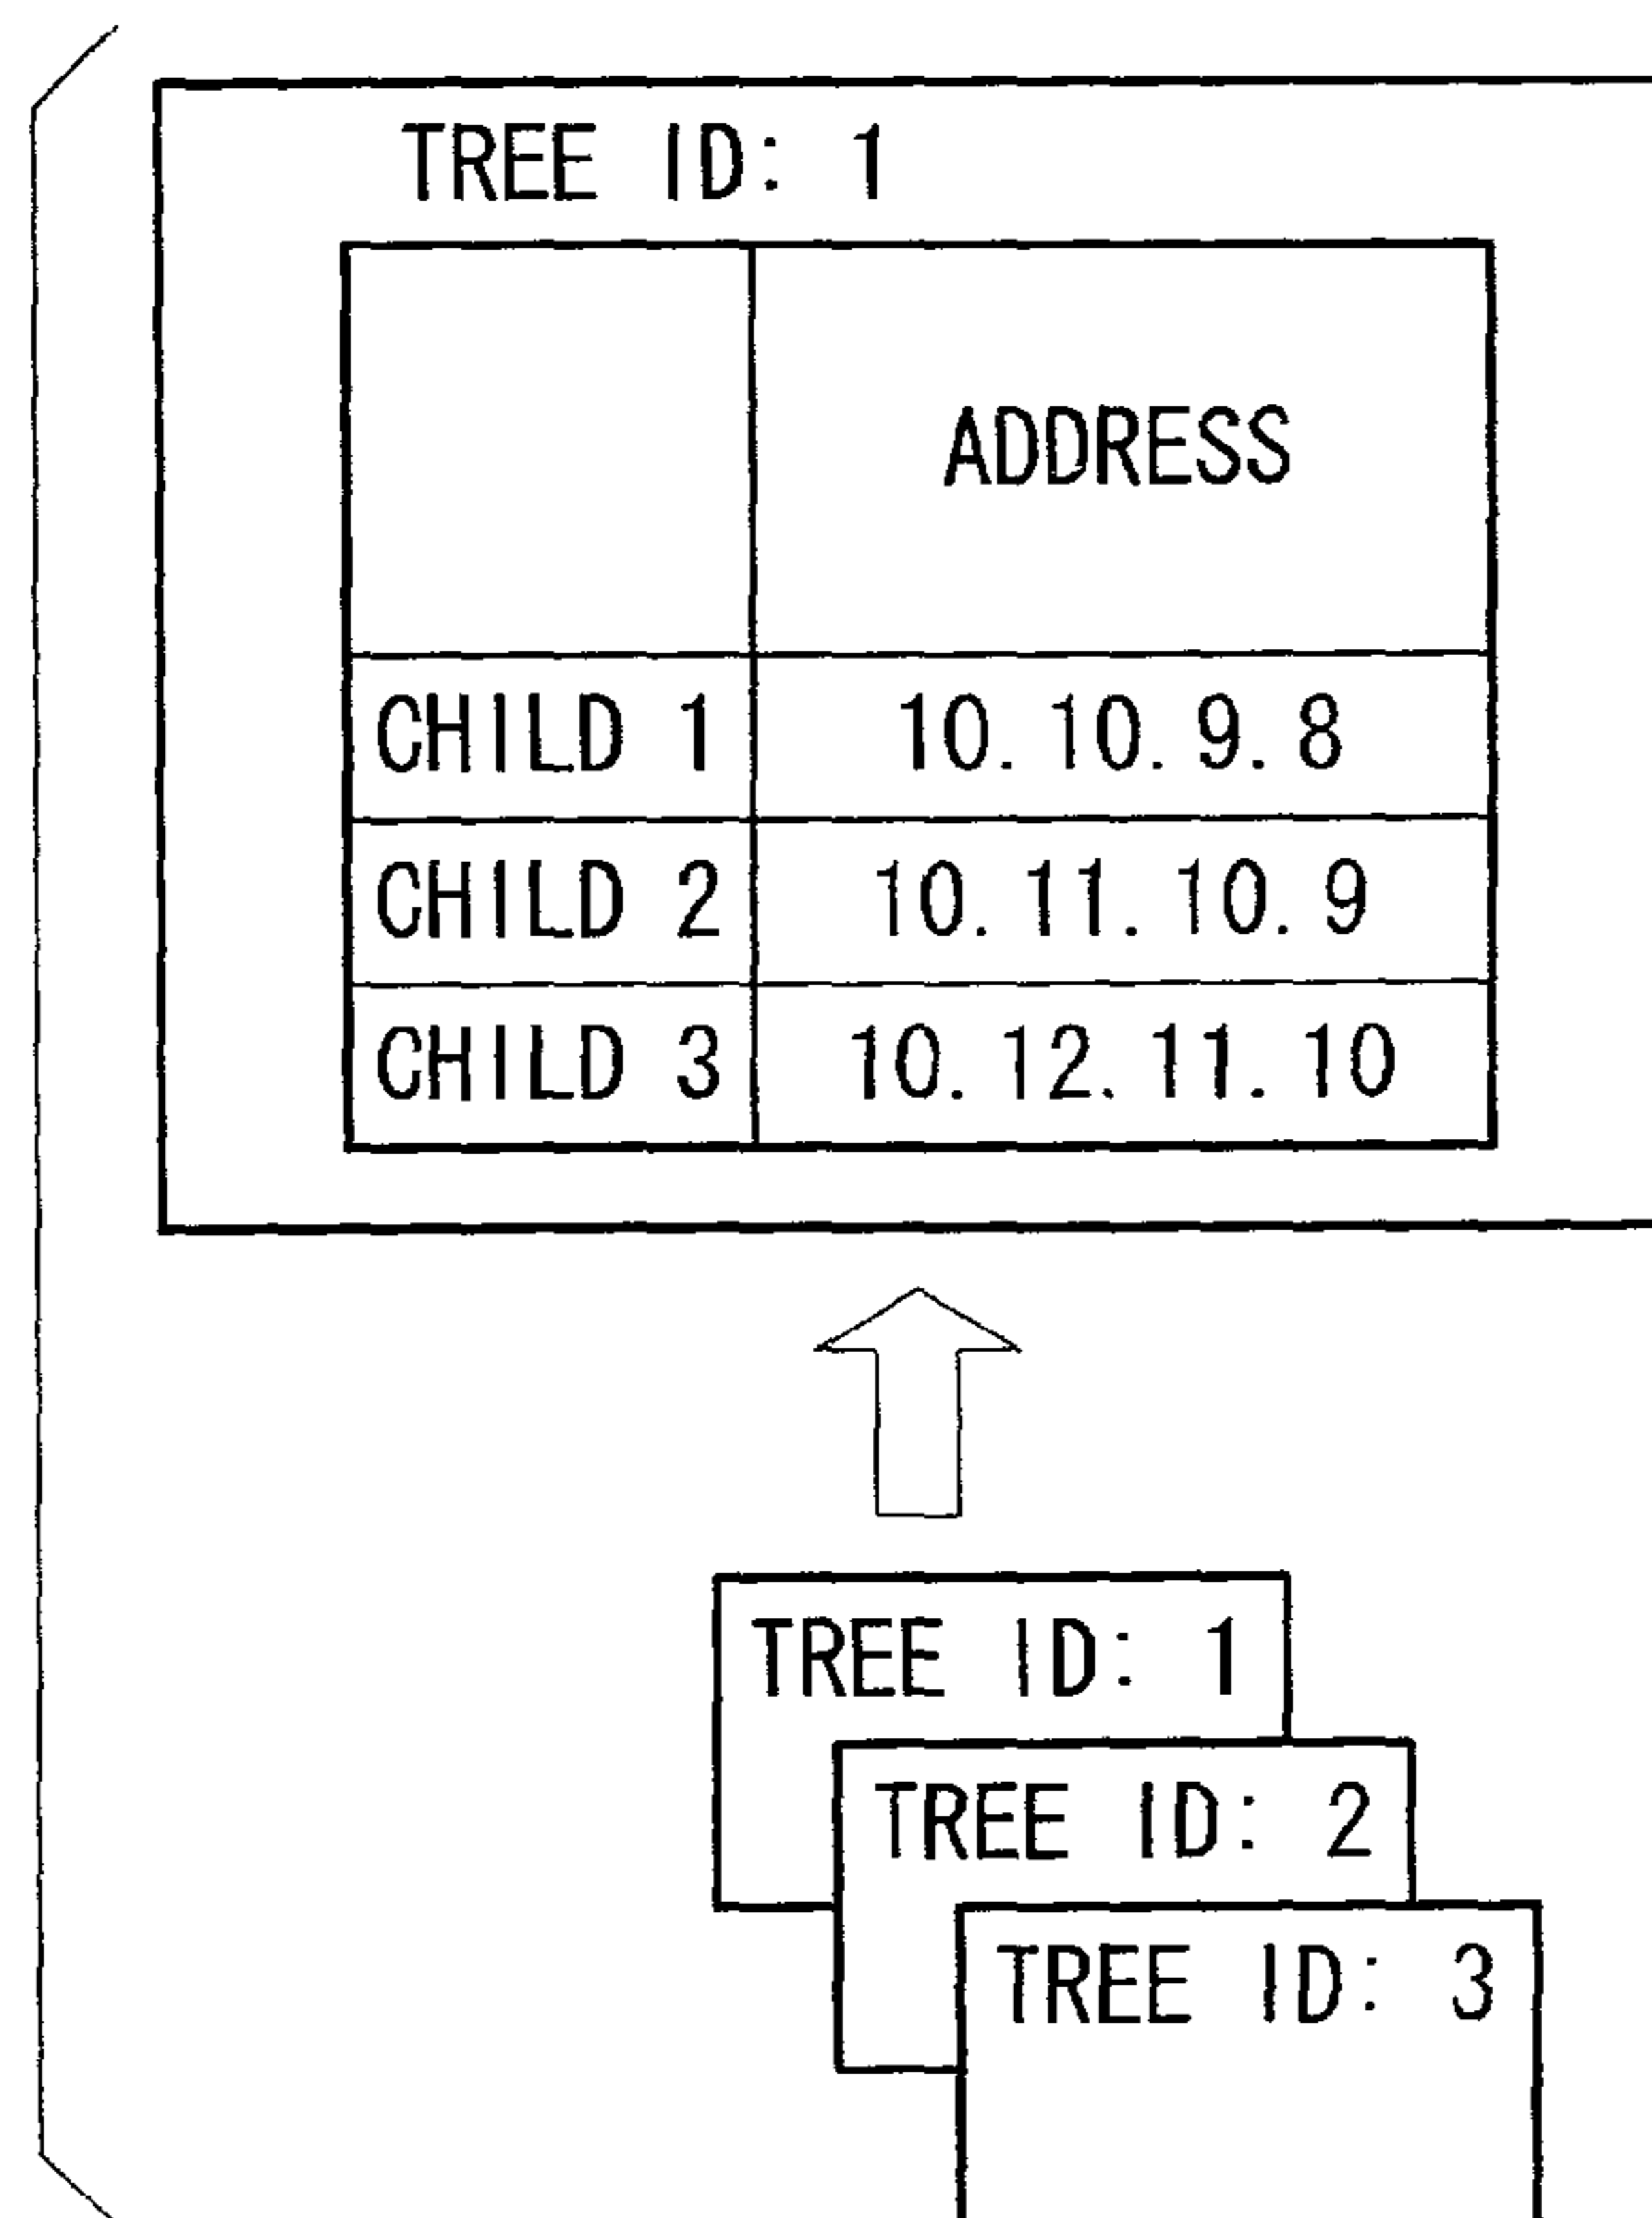 TREE ID: 1
ADDRESS
CHILD 1 10. 10. 9. 8
CHILD 2 10. 11. 10. 9
CHILD 3 10. 12. 11. 10
TREE ID: 1
TREE ID: 2
TREE ID: 3